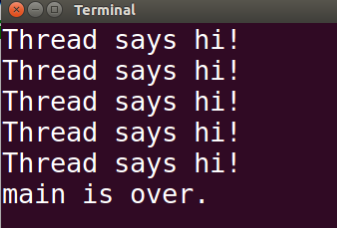 Terminal
Thread says hi!
Thread says hi!
Thread says hi!
Thread says hi!
Thread says hi!
main is over.